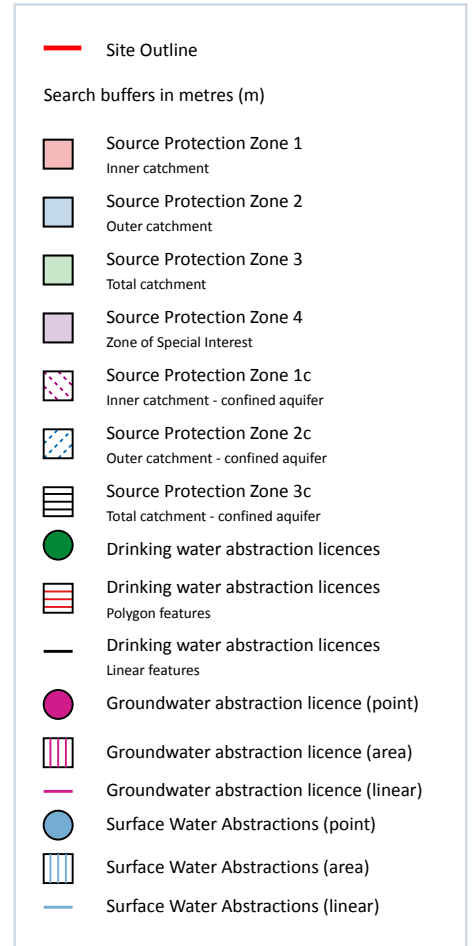 Site Outline
Search buffers in metres (m)
Source Protection Zone 1
Inner catchment
Source Protection Zone 2
Outer catchment
Source Protection Zone 3
Total catchment
Source Protection Zone 4
Zone of Special Interest
Source Protection Zone 1c
Inner catchment - confined aquifer
Source Protection Zone 2c
Outer catchment - confined aquifer
Source Protection Zone 3c
Total catchment - confined aquifer
Drinking water abstraction licences
Drinking water abstraction licences
Polygon features
Drinking water abstraction licences
Linear features
Groundwater abstraction licence (point)
Groundwater abstraction licence (area)
Groundwater abstraction licence (linear)
Surface Water Abstractions (point)
Surface Water Abstractions (area)
Surface Water Abstractions (linear)